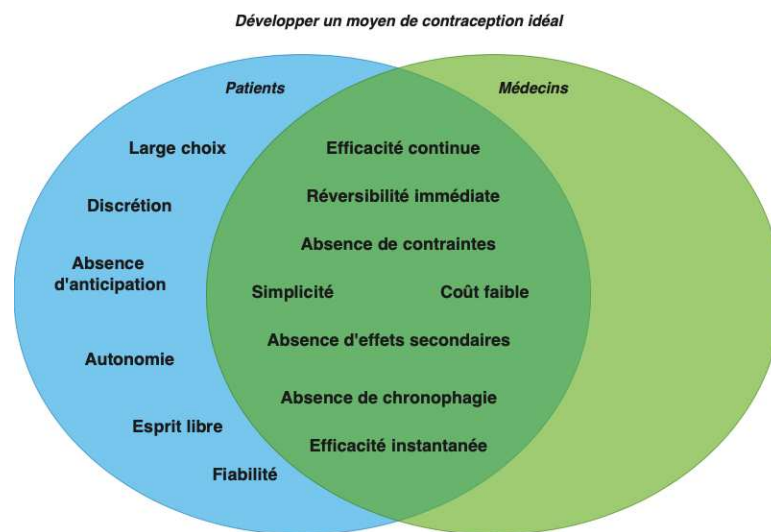 Développer un moyen de contraception idéal
Patients
Médecins
Large choix
Efficacité continue
Réversibilité immédiate
Discrétion
Absence de contraintes
Absence
d'anticipation
Simplicité
Coût faible
Absence d'effets secondaires
Autonomie
Absence de chronophagie
Esprit libre
Efficacité instantanée
Fiabilité